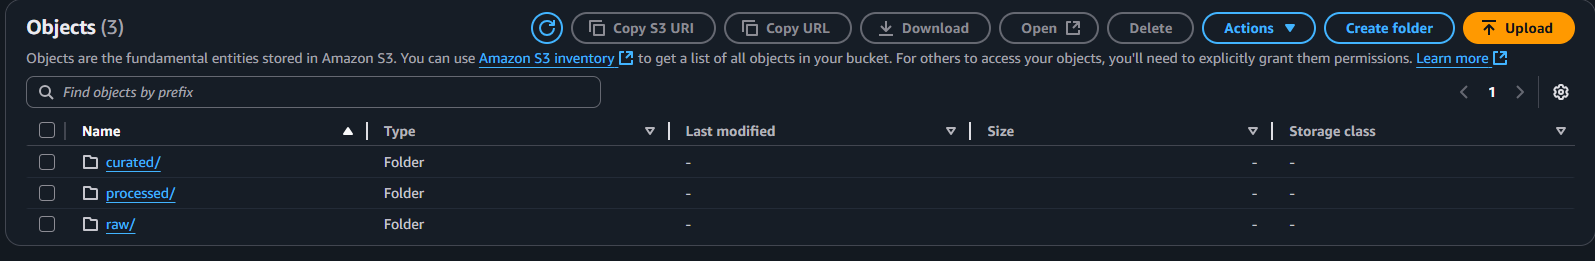 Objects (3)
Copy S3 URI
Copy URL
Download
Open
Delete
Actions
Create folder
Upload
Objects are the fundamental entities stored in Amazon S3. You can use Amazon S3 inventory to get a list of all objects in your bucket. For others to access your objects, you'll need to explicitly grant them permissions. Learn more
Find objects by prefix
1
Name Type Last modified Size Storage class
curated/ Folder - - -
processed/ Folder - - -
raw/ Folder - - -